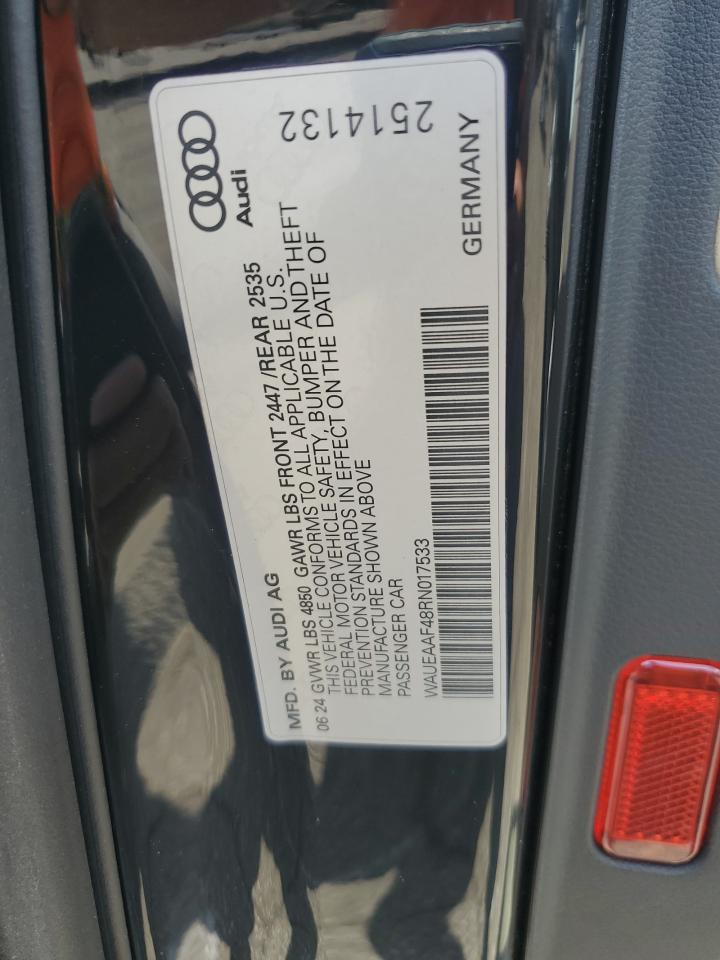 Audi
2514132
MFD. BY AUDI AG
06 24 GVWR LBS 4850 GAWR LBS FRONT 2447 /REAR 2535
THIS VEHICLE CONFORMS TO ALL APPLICABLE U.S.
FEDERAL MOTOR VEHICLE SAFETY, BUMPER AND THEFT
PREVENTION STANDARDS IN EFFECT ON THE DATE OF
MANUFACTURE SHOWN ABOVE
PASSENGER CAR
WAUEAAF48RN017533
GERMANY